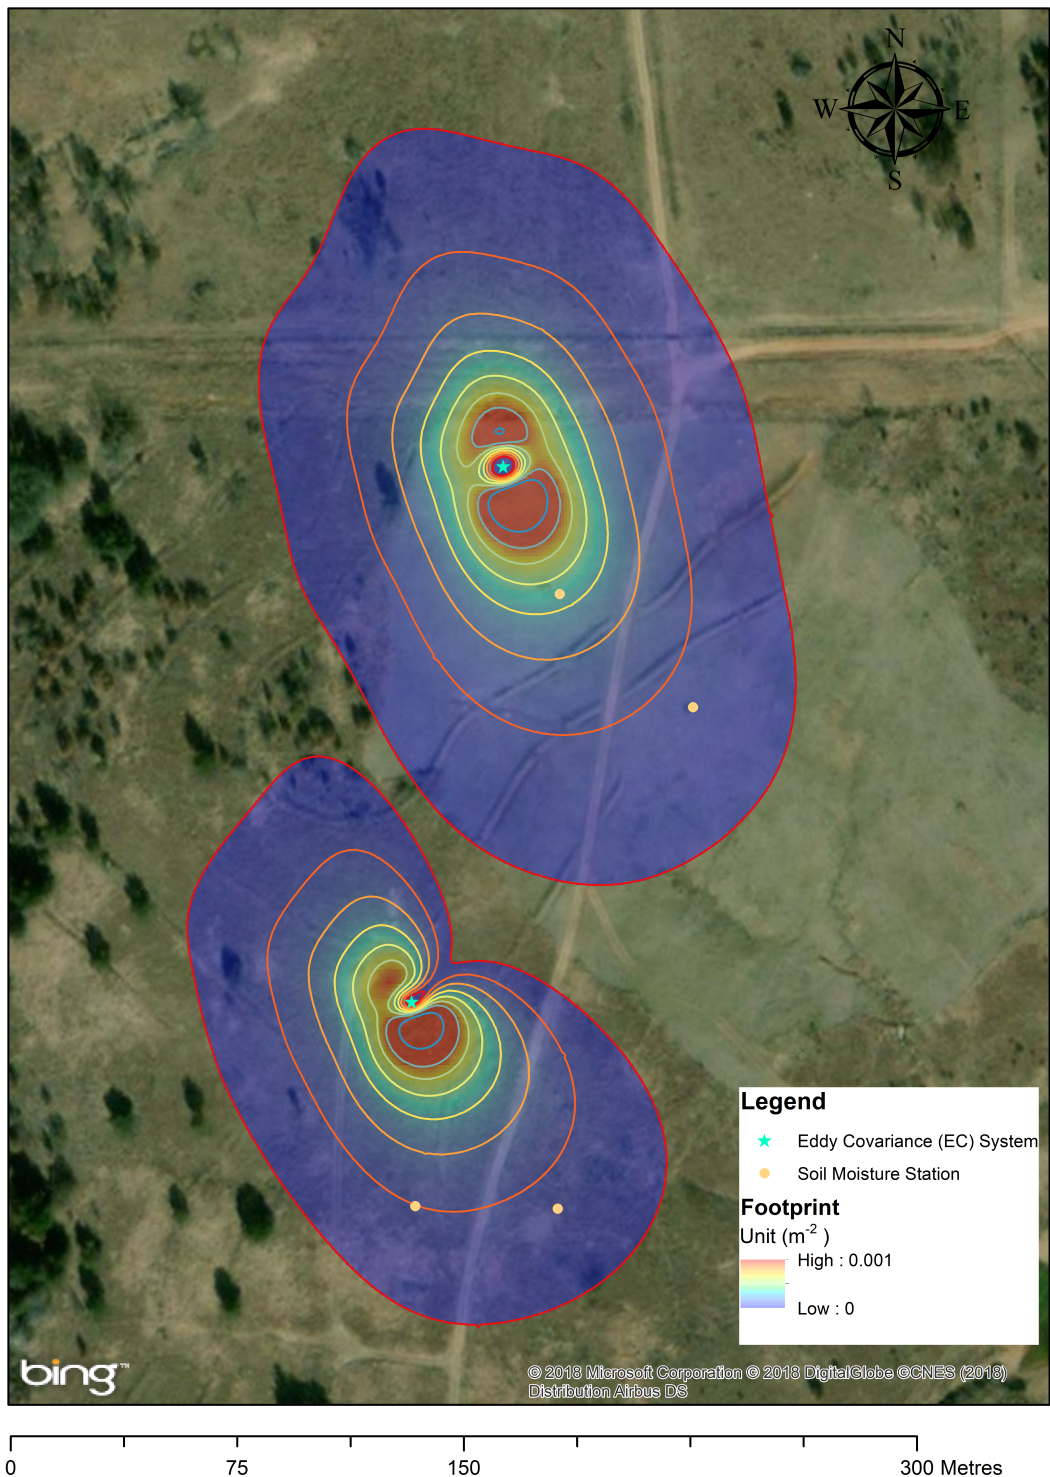 N
W E
S
Legend
Eddy Covariance (EC) System
Soil Moisture Station
Footprint
Unit (m-2 )
High : 0.001
Low : 0
bing™
© 2018 Microsoft Corporation © 2018 DigitalGlobe ©CNES (2018)
Distribution Airbus DS
0 75 150 300 Metres